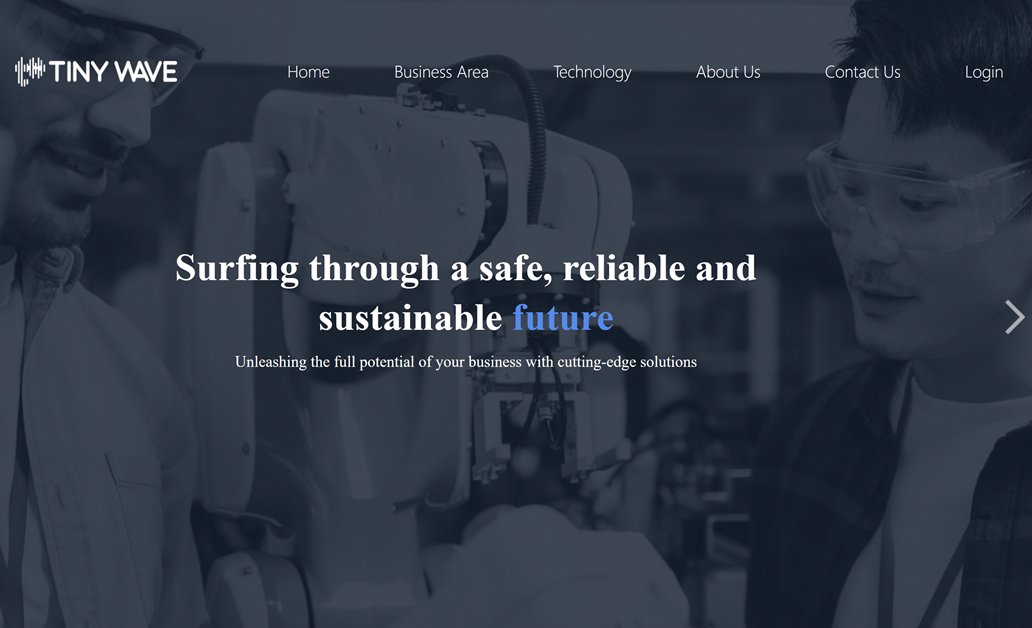 TINY WAVE
Home Business Area Technology About Us Contact Us Login
Surfing through a safe, reliable and
sustainable future
Unleashing the full potential of your business with cutting-edge solutions